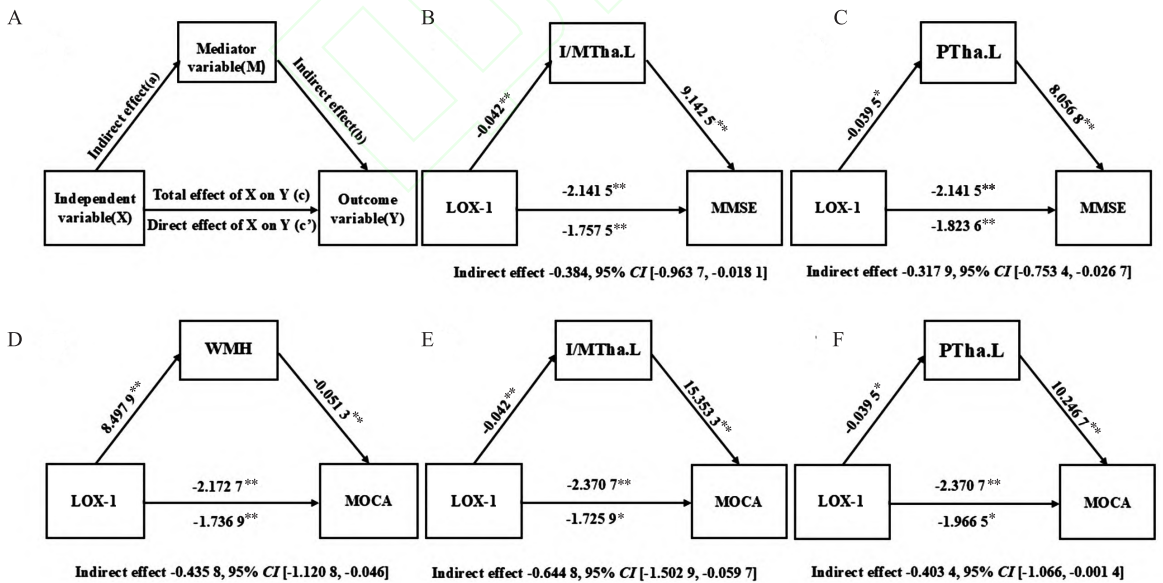 A
Mediator
variable(M)
Indirect effect(a)
Indirect effect(b)
Independent
variable(X)
Total effect of X on Y (c)
Direct effect of X on Y (c')
Outcome
variable(Y)
B
I/MTha.L
-0.042**
9.142 5**
LOX-1
-2.141 5**
-1.757 5**
MMSE
Indirect effect -0.384, 95% CI [-0.963 7, -0.018 1]
C
PTha.L
-0.039 5*
8.056 8**
LOX-1
-2.141 5**
-1.823 6**
MMSE
Indirect effect -0.317 9, 95% CI [-0.753 4, -0.026 7]
D
WMH
8.497 9**
-0.051 3**
LOX-1
-2.172 7**
-1.736 9**
MOCA
Indirect effect -0.435 8, 95% CI [-1.120 8, -0.046]
E
I/MTha.L
-0.042**
15.353 3**
LOX-1
-2.370 7**
-1.725 9*
MOCA
Indirect effect -0.644 8, 95% CI [-1.502 9, -0.059 7]
F
PTha.L
-0.039 5*
10.246 7**
LOX-1
-2.370 7**
-1.966 5*
MOCA
Indirect effect -0.403 4, 95% CI [-1.066, -0.001 4]